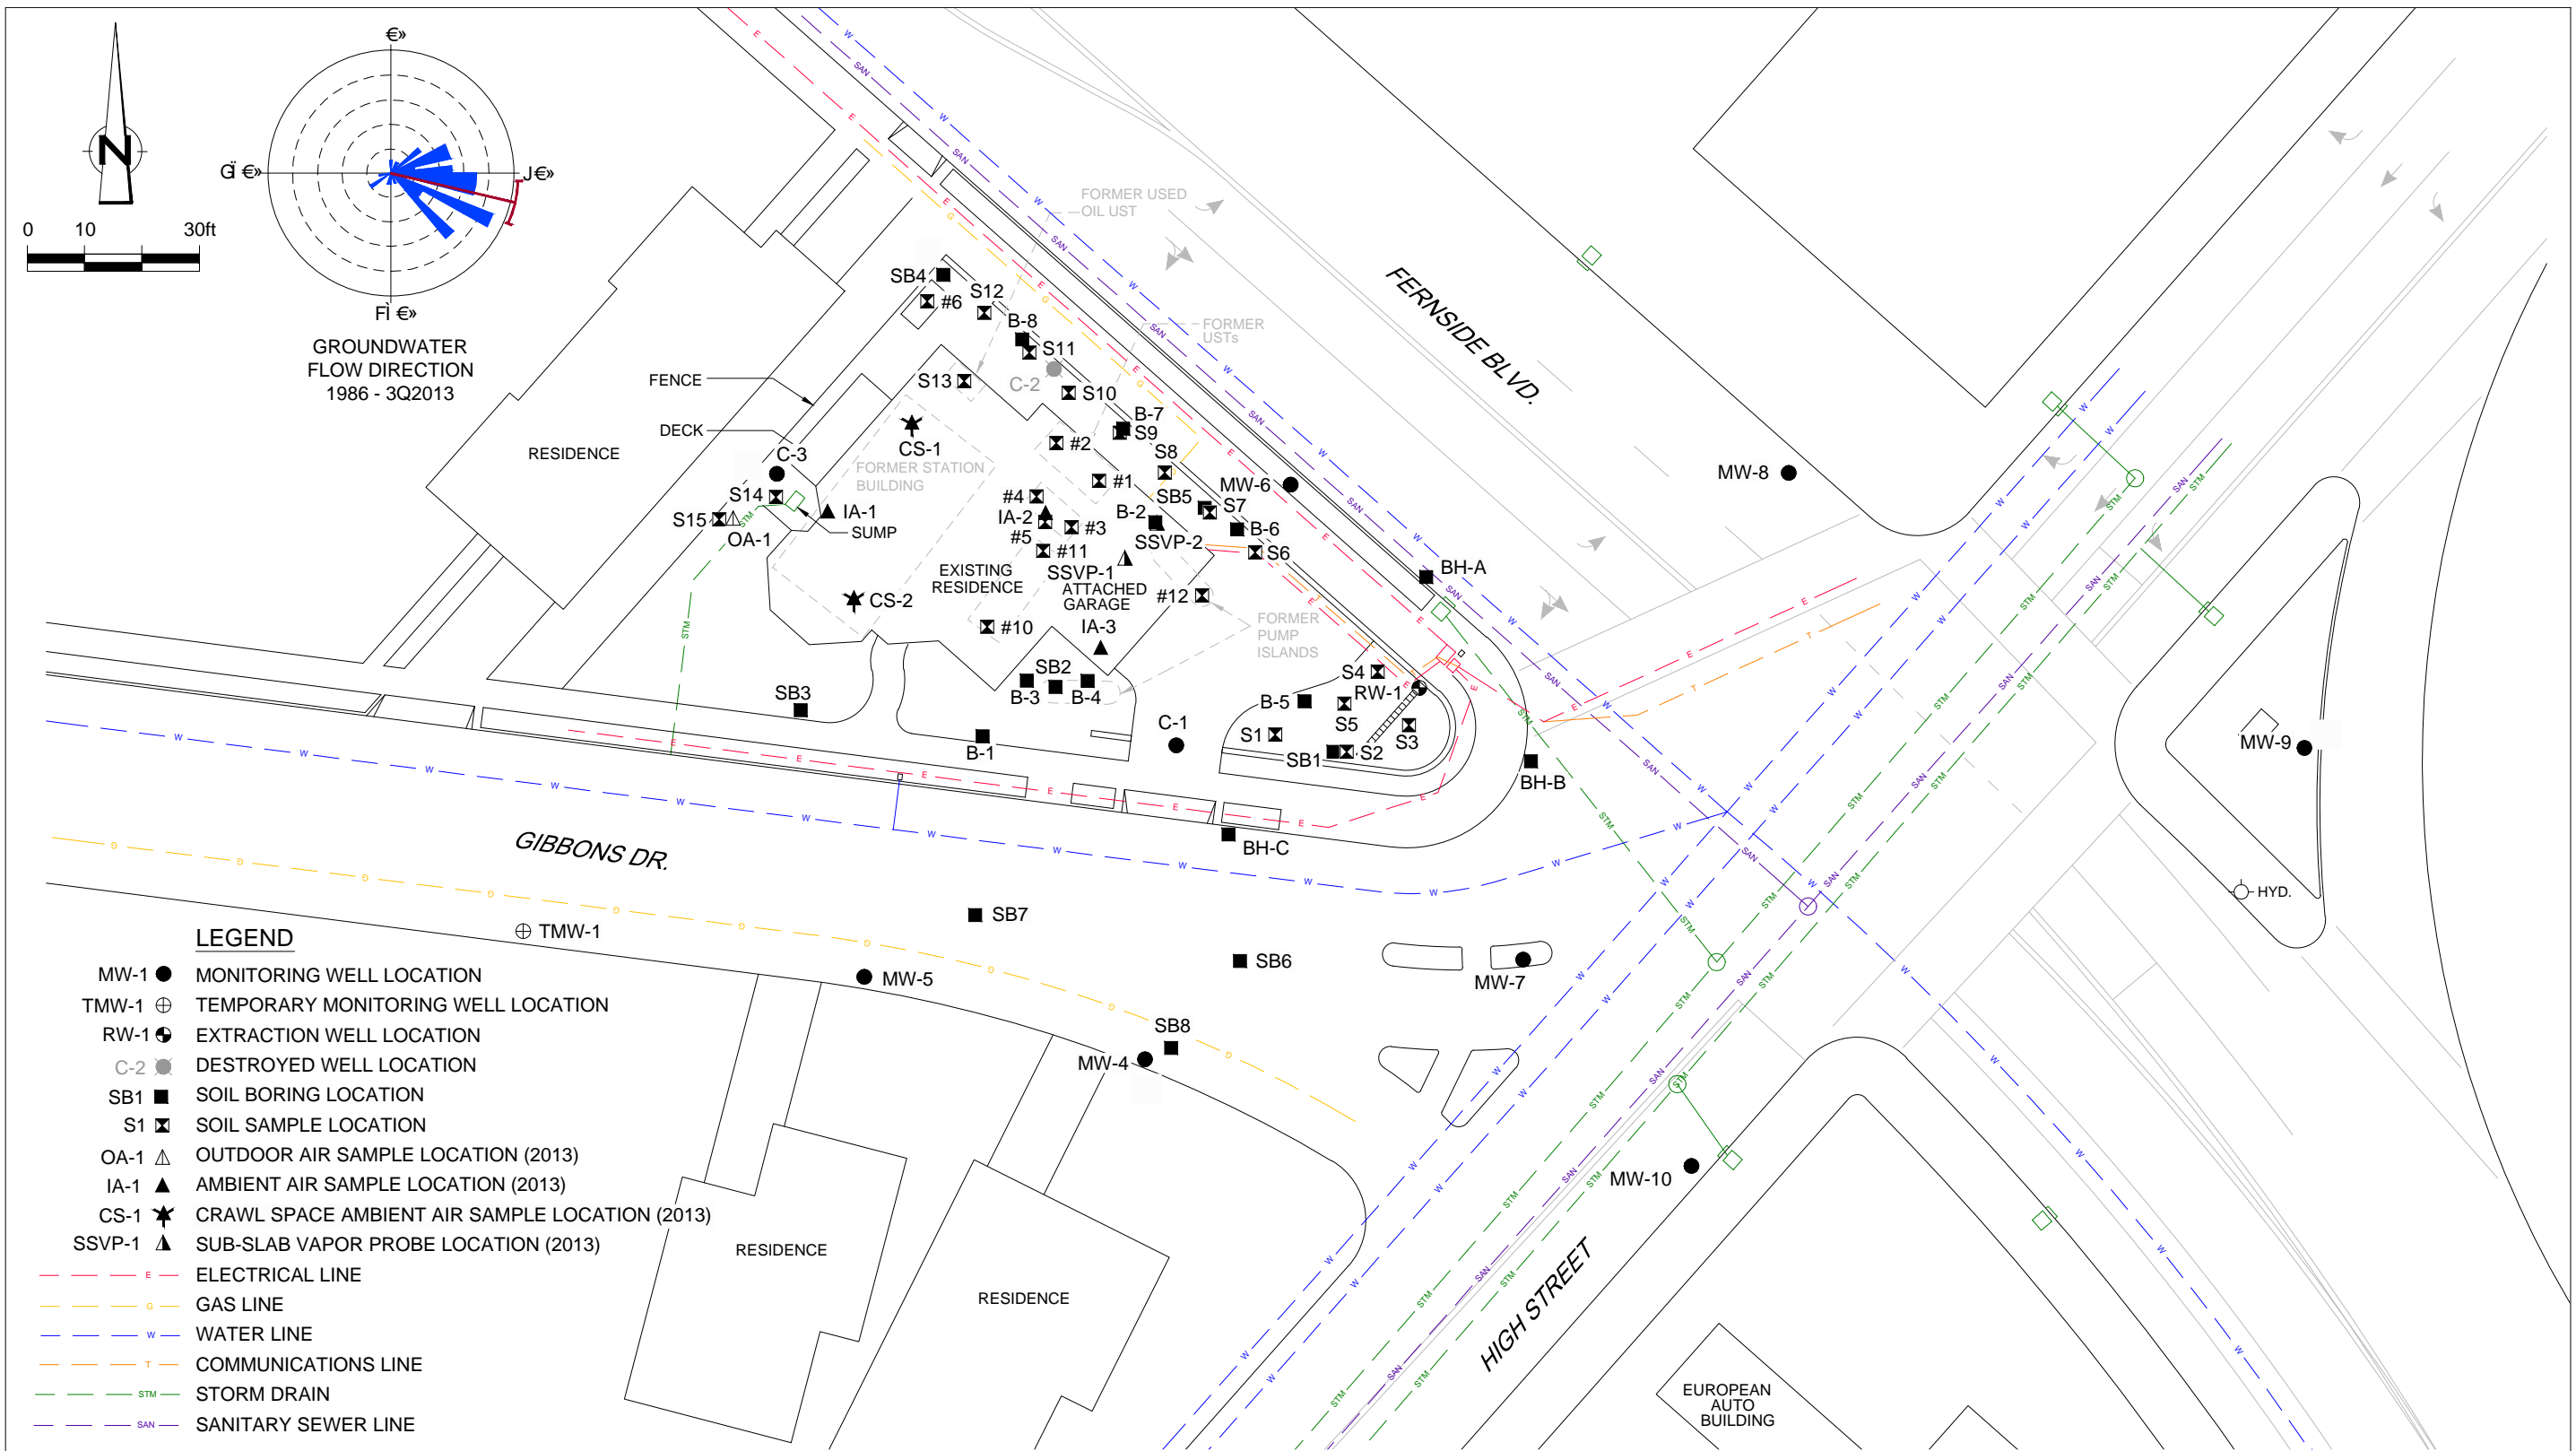 €»
Gï €»
J€»
FÌ €»
N
0 10 30ft
GROUNDWATER
FLOW DIRECTION
1986 - 3Q2013
FORMER USED
OIL UST
FERNSIDE BLVD.
SB4
#6
S12
B-8
S11
C-2
FORMER
USTs
FENCE
S13
S10
DECK
B-7
S9
CS-1
#2
RESIDENCE
C-3
FORMER STATION
BUILDING
S8
#1
MW-6
MW-8
S14
#4
SB5
S7
S15
OA-1
IA-1
SUMP
IA-2
#5
#3
B-2
SSVP-2
B-6
#11
S6
SSVP-1
EXISTING
RESIDENCE
ATTACHED
GARAGE
BH-A
CS-2
#12
#10
IA-3
FORMER
PUMP
ISLANDS
SB2
B-3
B-4
S4
RW-1
SB3
B-5
S5
S3
C-1
S1
B-1
SB1
S2
BH-B
MW-9
GIBBONS DR.
BH-C
HYD.
SB7
TMW-1
SB6
MW-5
MW-7
SB8
MW-4
MW-10
LEGEND
MW-1 MONITORING WELL LOCATION
TMW-1 TEMPORARY MONITORING WELL LOCATION
RW-1 EXTRACTION WELL LOCATION
C-2 DESTROYED WELL LOCATION
SB1 SOIL BORING LOCATION
S1 SOIL SAMPLE LOCATION
OA-1 OUTDOOR AIR SAMPLE LOCATION (2013)
IA-1 AMBIENT AIR SAMPLE LOCATION (2013)
CS-1 CRAWL SPACE AMBIENT AIR SAMPLE LOCATION (2013)
SSVP-1 SUB-SLAB VAPOR PROBE LOCATION (2013)
E ELECTRICAL LINE
G GAS LINE
W WATER LINE
T COMMUNICATIONS LINE
STM STORM DRAIN
SAN SANITARY SEWER LINE
RESIDENCE
RESIDENCE
HIGH STREET
EUROPEAN
AUTO
BUILDING